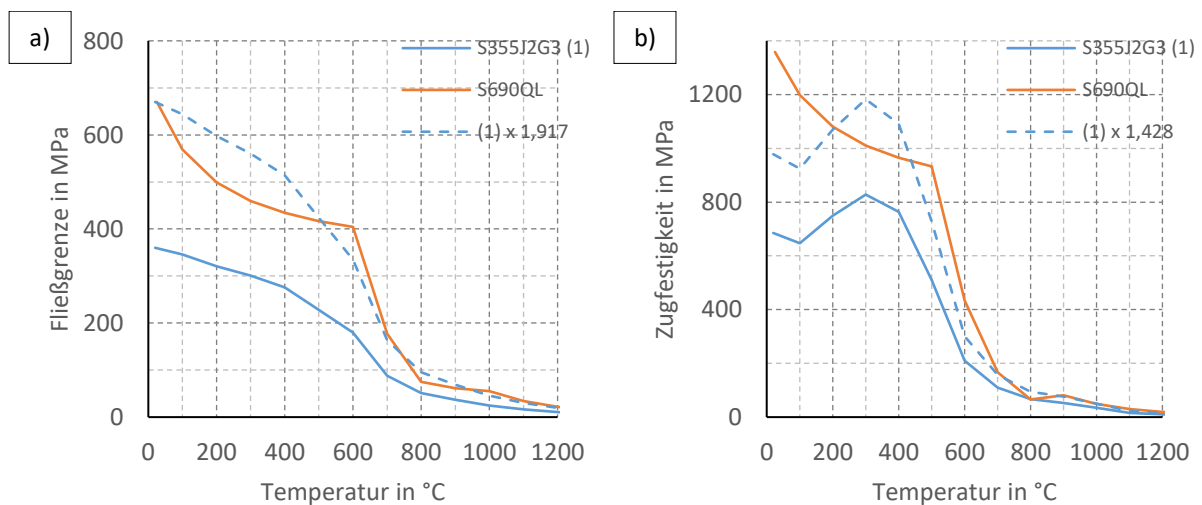 a)
800
600
400
200
0
Fließgrenze in MPa
S355J2G3 (1)
S690QL
(1) x 1,917
0 200 400 600 800 1000 1200
Temperatur in °C
b)
1200
800
400
0
Zugfestigkeit in MPa
S355J2G3 (1)
S690QL
(1) x 1,428
0 200 400 600 800 1000 1200
Temperatur in °C